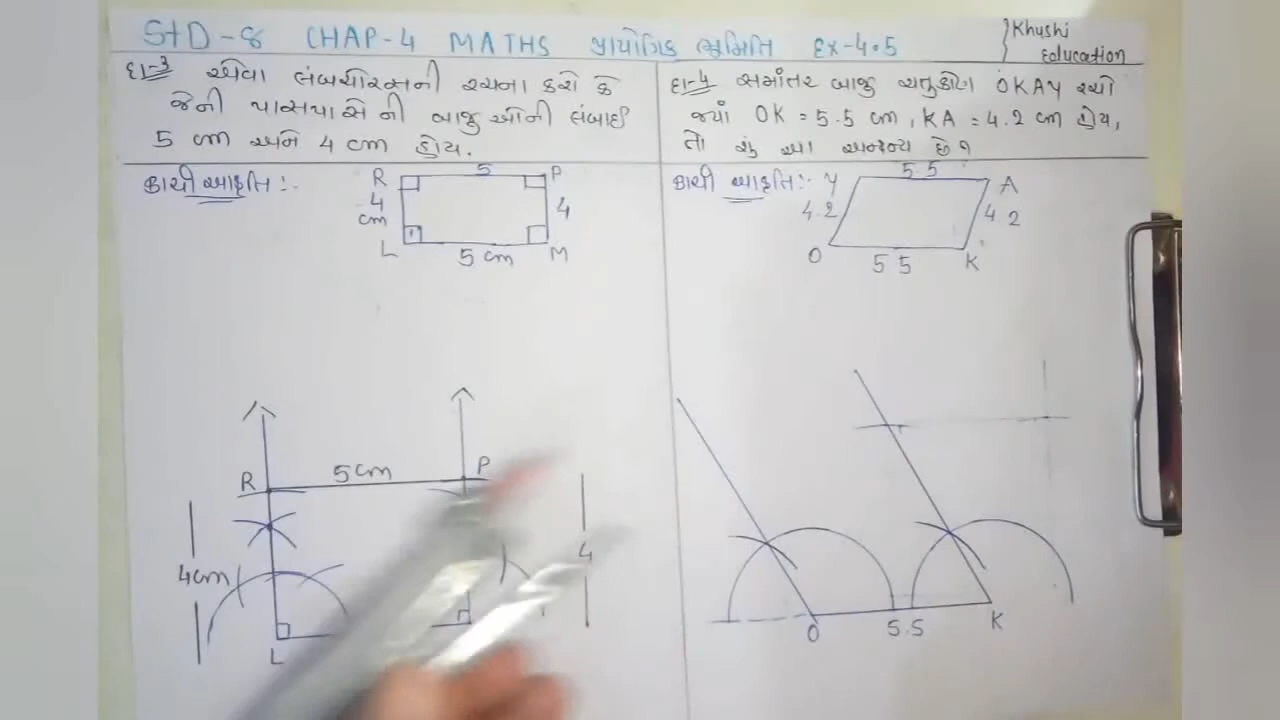 STD-8 CHAP-4 MATHS પ્રાયોગિક ભૂમિતિ Ex-4.5
Khushi
Education
દા-3 એવા લંબચોરસની રચના કરો કે
જેની પાસપાસે ની બાજુ ઓની લંબાઈ
5 cm અને 4 cm હોય.
કાચી આકૃતિ :-
R
5
P
4
cm
4
L
5 cm
M
R
5cm
P
4cm
4
L
દા-4 સમાંતર બાજુ ચતુષ્કોણ OKAY રચો
જ્યાં OK = 5.5 cm, KA = 4.2 cm હોય,
તો શું આ અનન્ય છે ?
કાચી આકૃતિ :-
Y
5.5
A
4.2
4 2
O
5 5
K
O
5.5
K